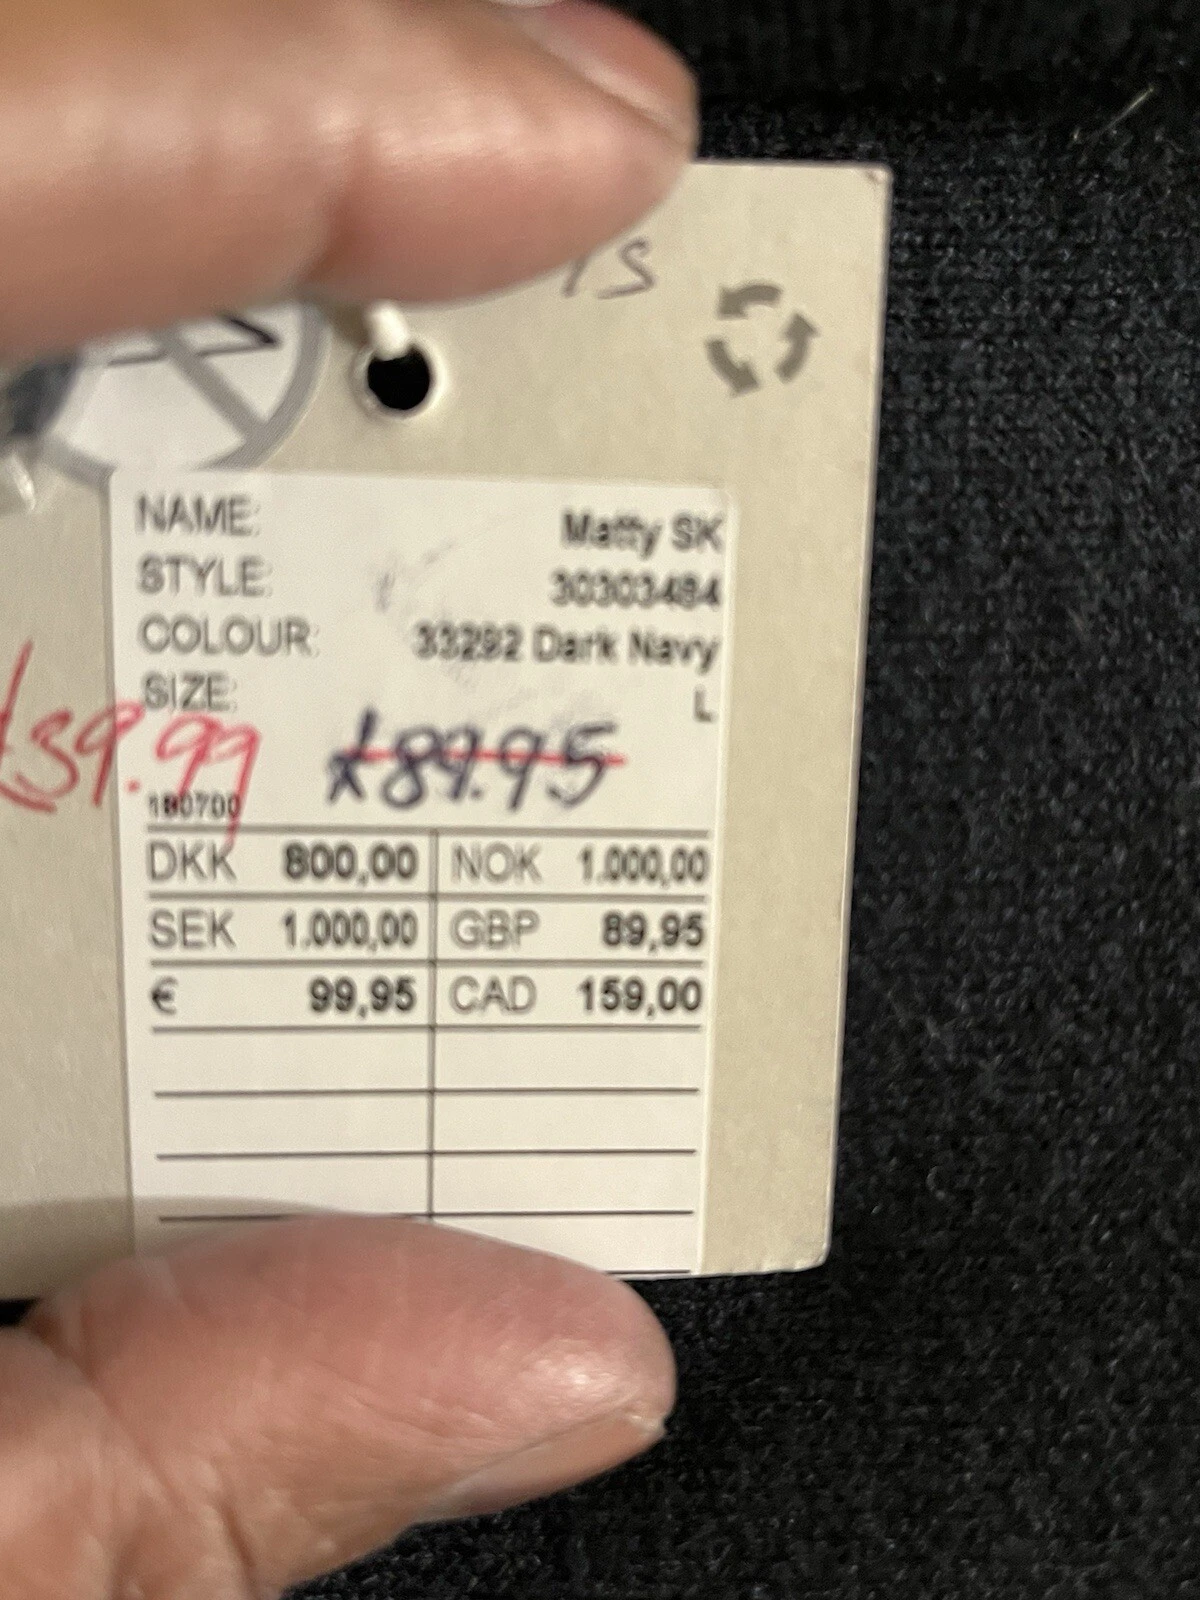 NAME: Matty SK
STYLE: 30303484
COLOUR: 33292 Dark Navy
SIZE: L
£39.99 £89.95
180700
DKK 800,00 NOK 1.000,00
SEK 1.000,00 GBP 89,95
€ 99,95 CAD 159,00